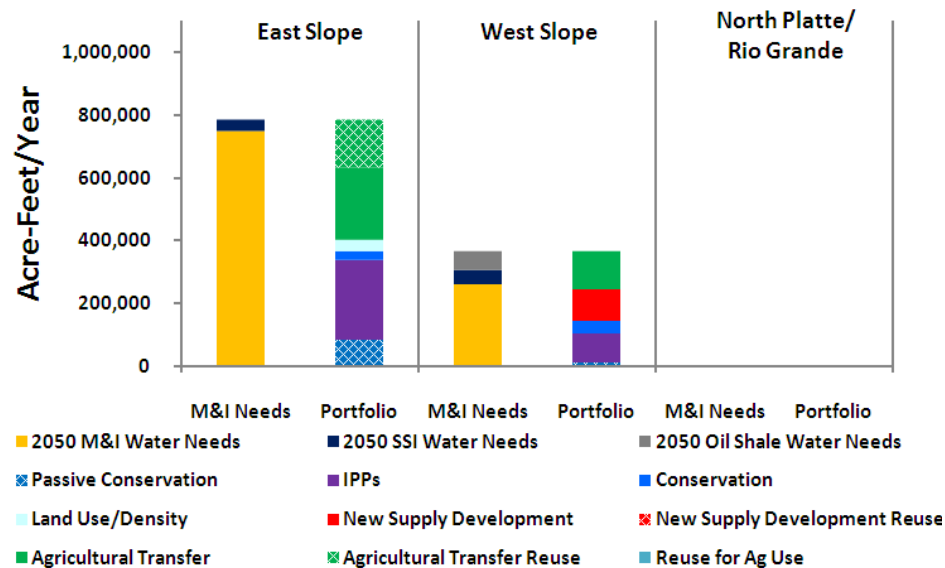 East Slope
West Slope
North Platte/
Rio Grande
Acre-Feet/Year
1,000,000
800,000
600,000
400,000
200,000
0
M&I Needs
Portfolio
M&I Needs
Portfolio
M&I Needs
Portfolio
2050 M&I Water Needs
2050 SSI Water Needs
2050 Oil Shale Water Needs
Passive Conservation
IPPs
Conservation
Land Use/Density
New Supply Development
New Supply Development Reuse
Agricultural Transfer
Agricultural Transfer Reuse
Reuse for Ag Use